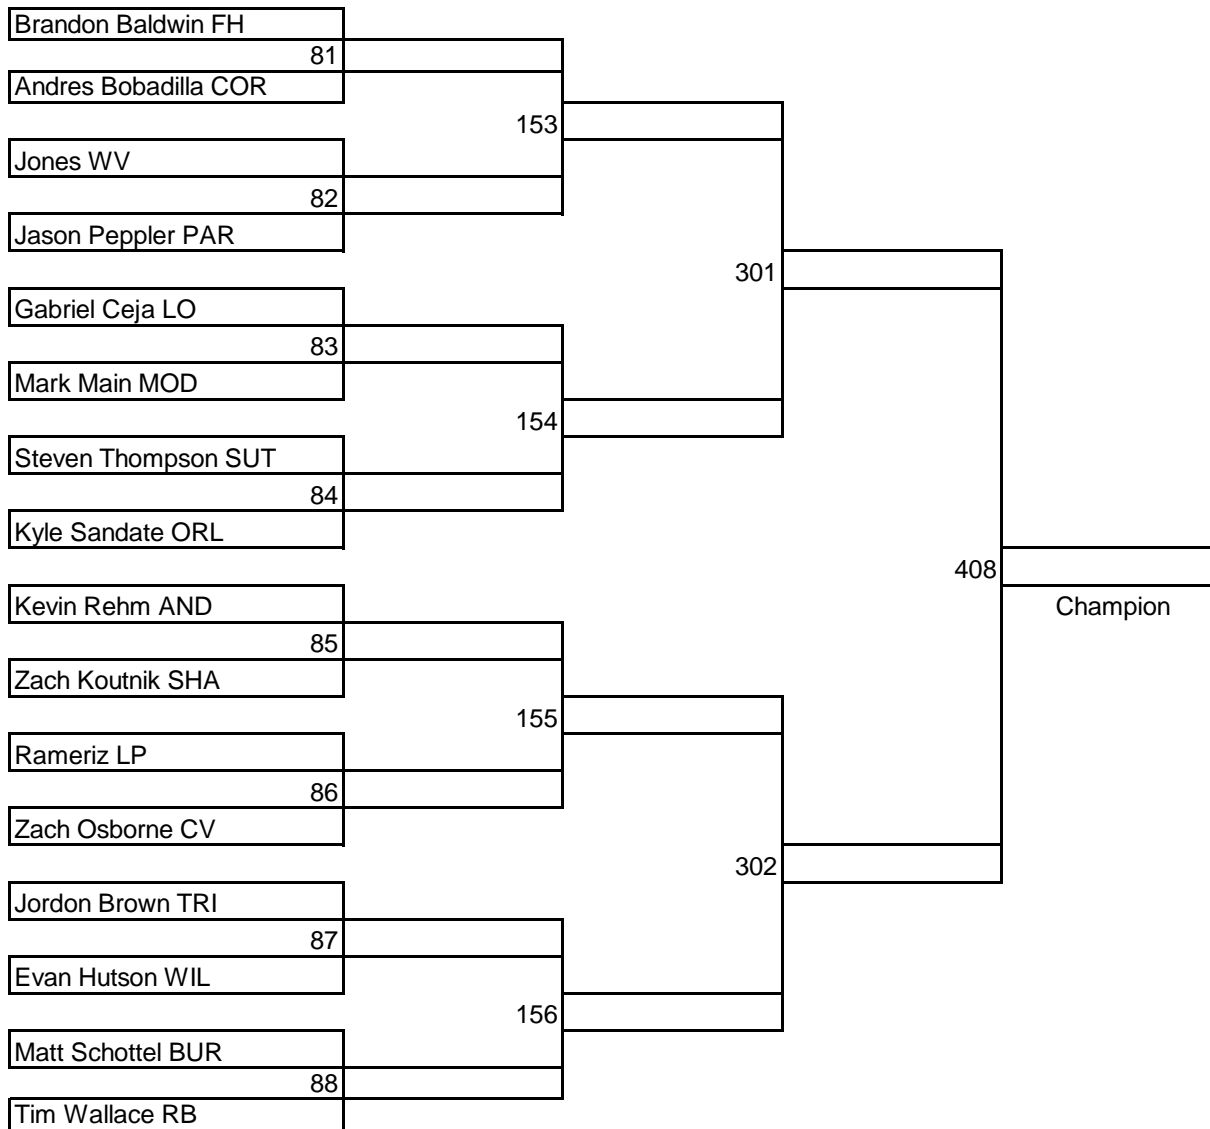 Brandon Baldwin FH
81
Andres Bobadilla COR
153
Jones WV
82
Jason Peppler PAR
301
Gabriel Ceja LO
83
Mark Main MOD
154
Steven Thompson SUT
84
Kyle Sandate ORL
408
Champion
Kevin Rehm AND
85
Zach Koutnik SHA
155
Rameriz LP
86
Zach Osborne CV
302
Jordon Brown TRI
87
Evan Hutson WIL
156
Matt Schottel BUR
88
Tim Wallace RB